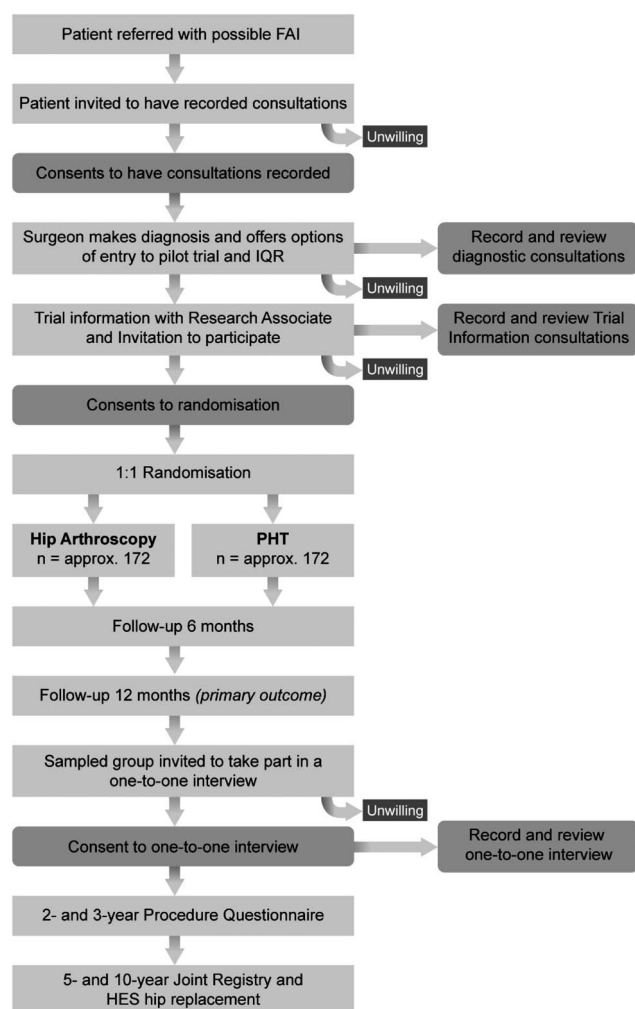 Patient referred with possible FAI
Patient invited to have recorded consultations
Unwilling
Consents to have consultations recorded
Surgeon makes diagnosis and offers options
of entry to pilot trial and IQR
Record and review
diagnostic consultations
Unwilling
Trial information with Research Associate
and Invitation to participate
Record and review Trial
Information consultations
Unwilling
Consents to randomisation
1:1 Randomisation
Hip Arthroscopy
n = approx. 172
PHT
n = approx. 172
Follow-up 6 months
Follow-up 12 months (primary outcome)
Sampled group invited to take part in a
one-to-one interview
Unwilling
Consent to one-to-one interview
Record and review
one-to-one interview
2- and 3-year Procedure Questionnaire
5- and 10-year Joint Registry and
HES hip replacement